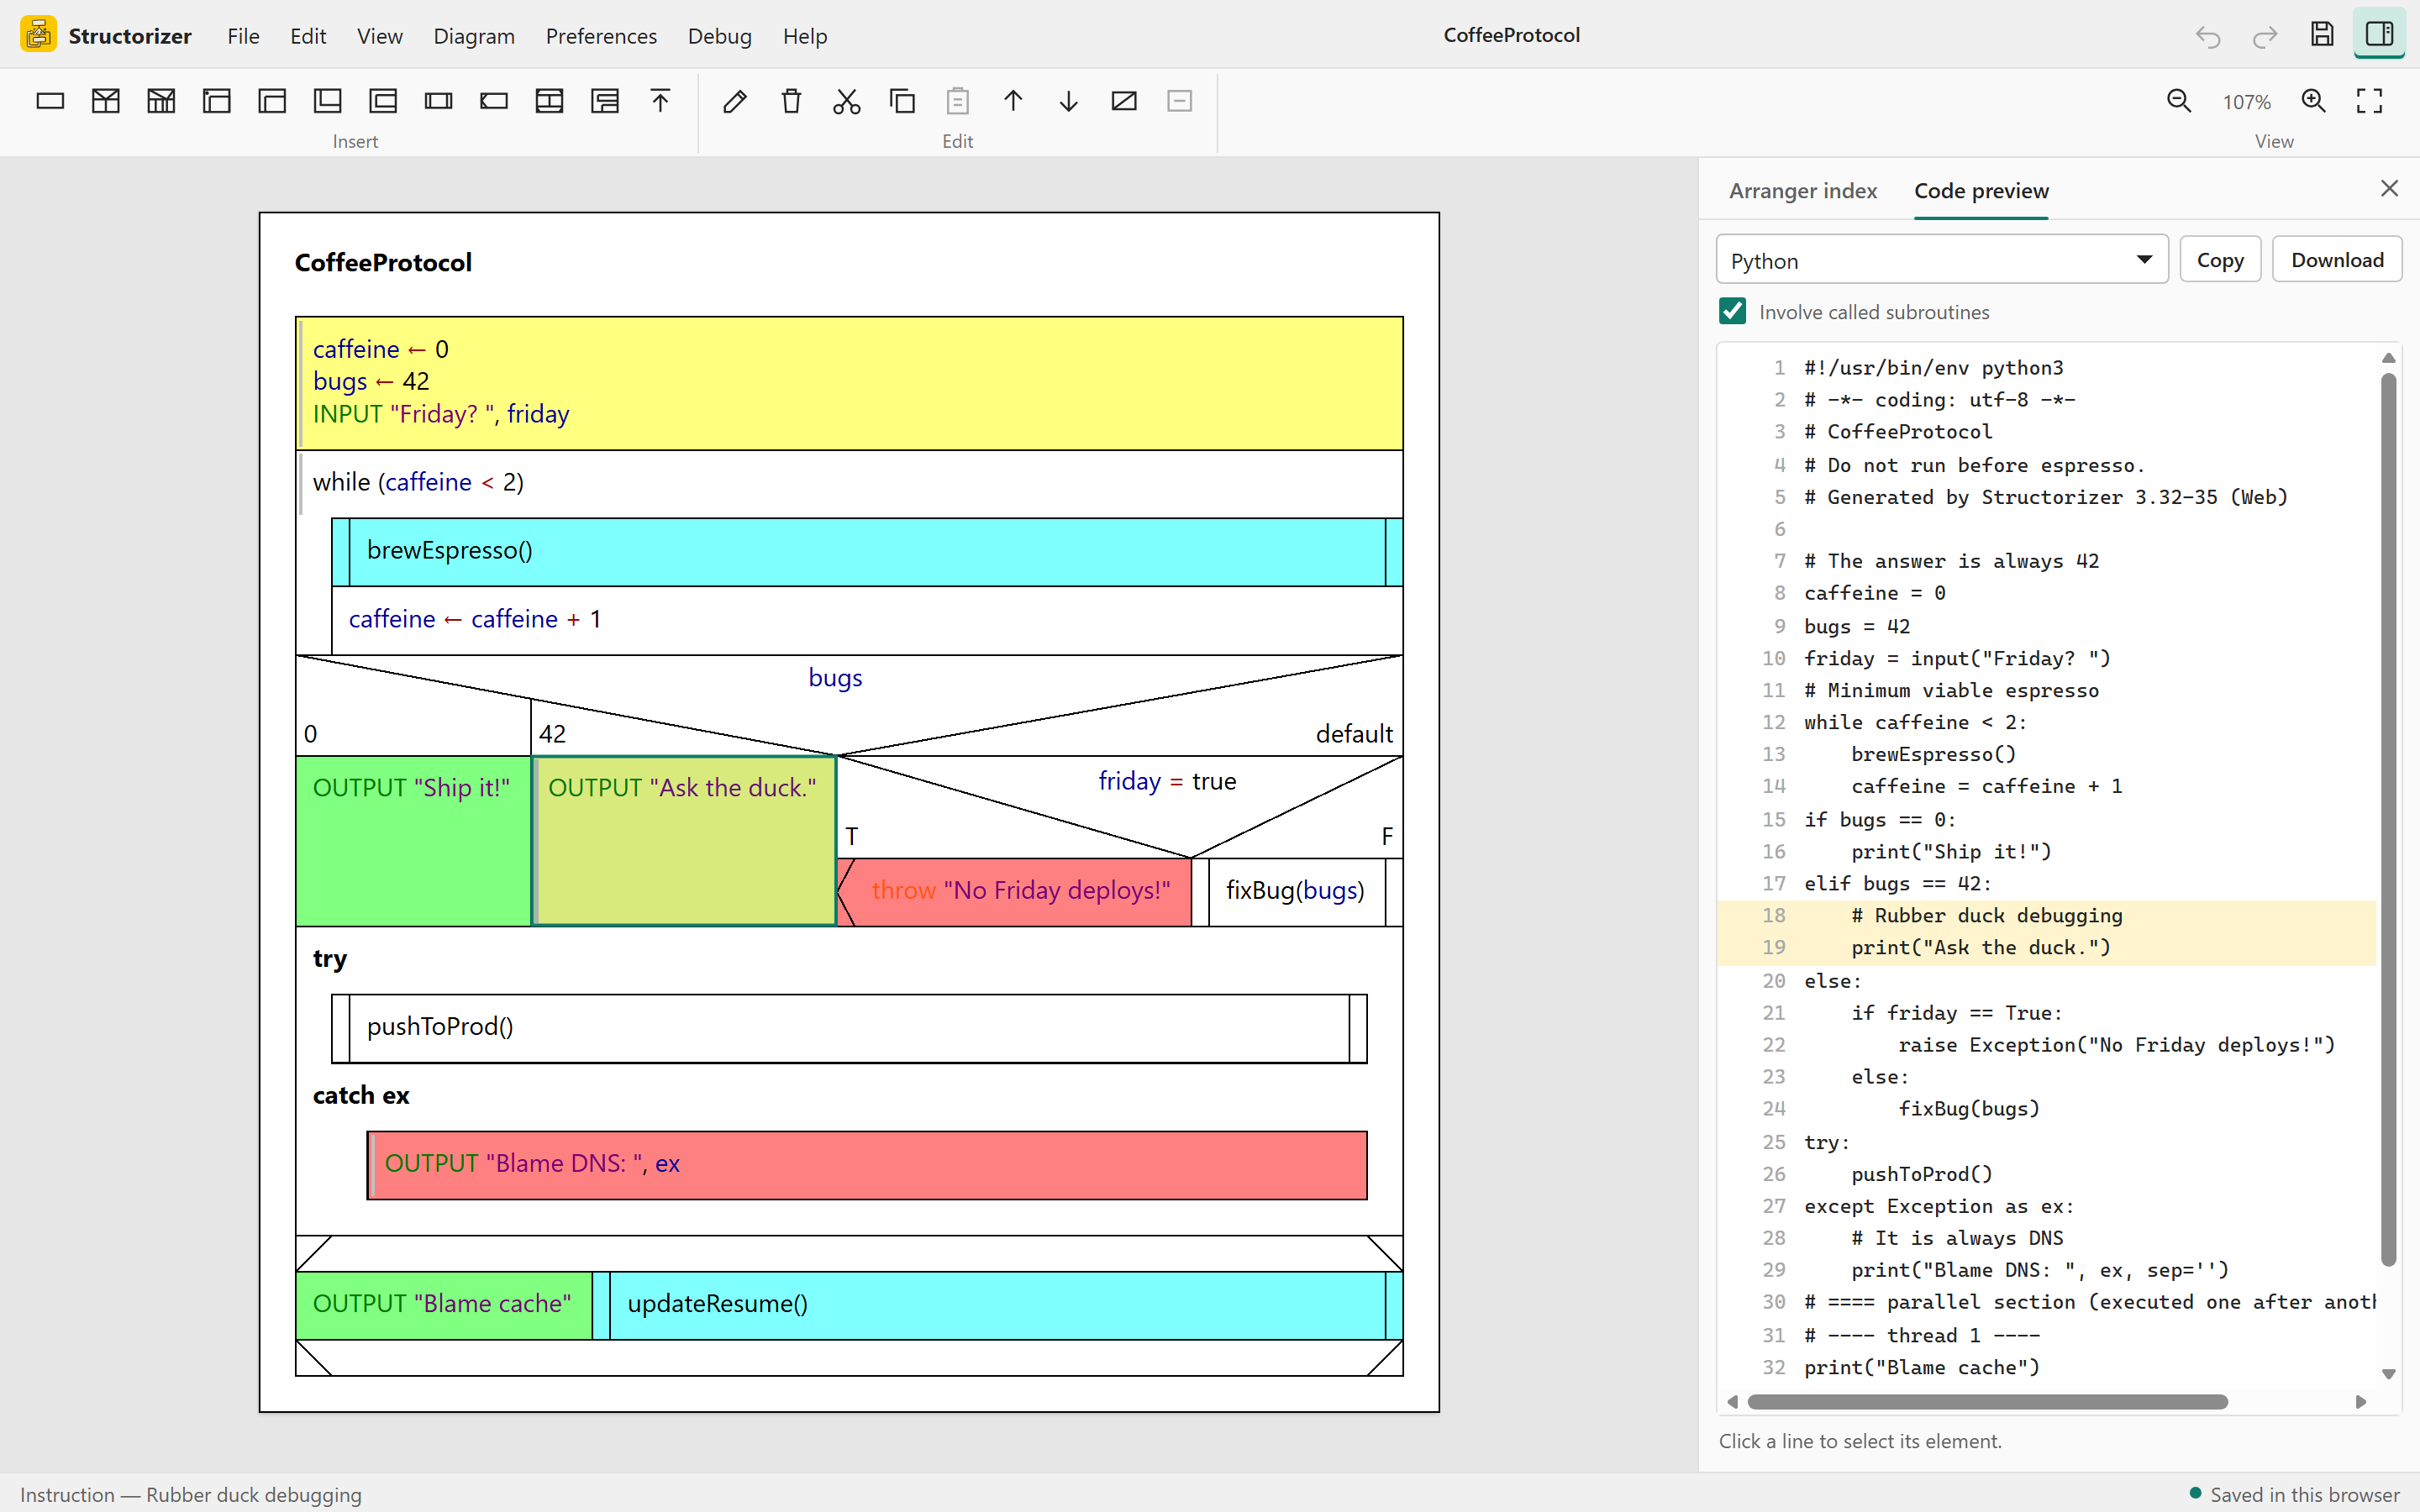 Structorizer
File
Edit
View
Diagram
Preferences
Debug
Help
CoffeeProtocol
Insert
Edit
107%
View
CoffeeProtocol
caffeine ← 0
bugs ← 42
INPUT "Friday? ", friday
while (caffeine < 2)
brewEspresso()
caffeine ← caffeine + 1
bugs
0
42
default
OUTPUT "Ship it!"
OUTPUT "Ask the duck."
friday = true
T
F
throw "No Friday deploys!"
fixBug(bugs)
try
pushToProd()
catch ex
OUTPUT "Blame DNS: ", ex
OUTPUT "Blame cache"
updateResume()
Arranger index
Code preview
Python
Copy
Download
Involve called subroutines
1 #!/usr/bin/env python3
2 # -*- coding: utf-8 -*-
3 # CoffeeProtocol
4 # Do not run before espresso.
5 # Generated by Structorizer 3.32-35 (Web)
6
7 # The answer is always 42
8 caffeine = 0
9 bugs = 42
10 friday = input("Friday? ")
11 # Minimum viable espresso
12 while caffeine < 2:
13     brewEspresso()
14     caffeine = caffeine + 1
15 if bugs == 0:
16     print("Ship it!")
17 elif bugs == 42:
18     # Rubber duck debugging
19     print("Ask the duck.")
20 else:
21     if friday == True:
22         raise Exception("No Friday deploys!")
23     else:
24         fixBug(bugs)
25 try:
26     pushToProd()
27 except Exception as ex:
28     # It is always DNS
29     print("Blame DNS: ", ex, sep='')
30 # ==== parallel section (executed one after anoth
31 # ---- thread 1 ----
32 print("Blame cache")
Click a line to select its element.
Instruction — Rubber duck debugging
Saved in this browser